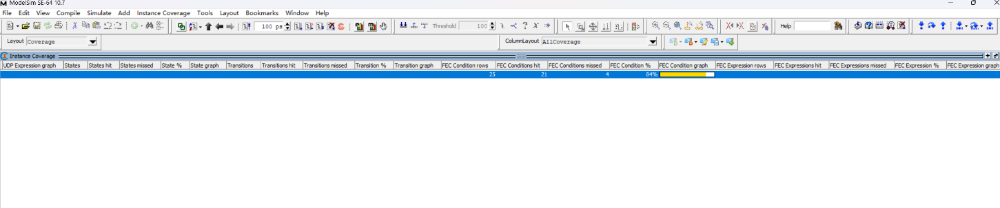 ModelSim SE-64 10.7
File Edit View Compile Simulate Add Instance Coverage Tools Layout Bookmarks Window Help
100 ps Threshold 100 Help
Layout Coverage ColumnLayout AllCoverage
Instance Coverage
UDP Expression graph States States hit States missed State % State graph Transitions Transitions hit Transitions missed Transition % Transition graph FEC Condition rows FEC Conditions hit FEC Conditions missed FEC Condition % FEC Condition graph FEC Expression rows FEC Expressions hit FEC Expressions missed FEC Expression % FEC Expression graph
25 21 4 84%